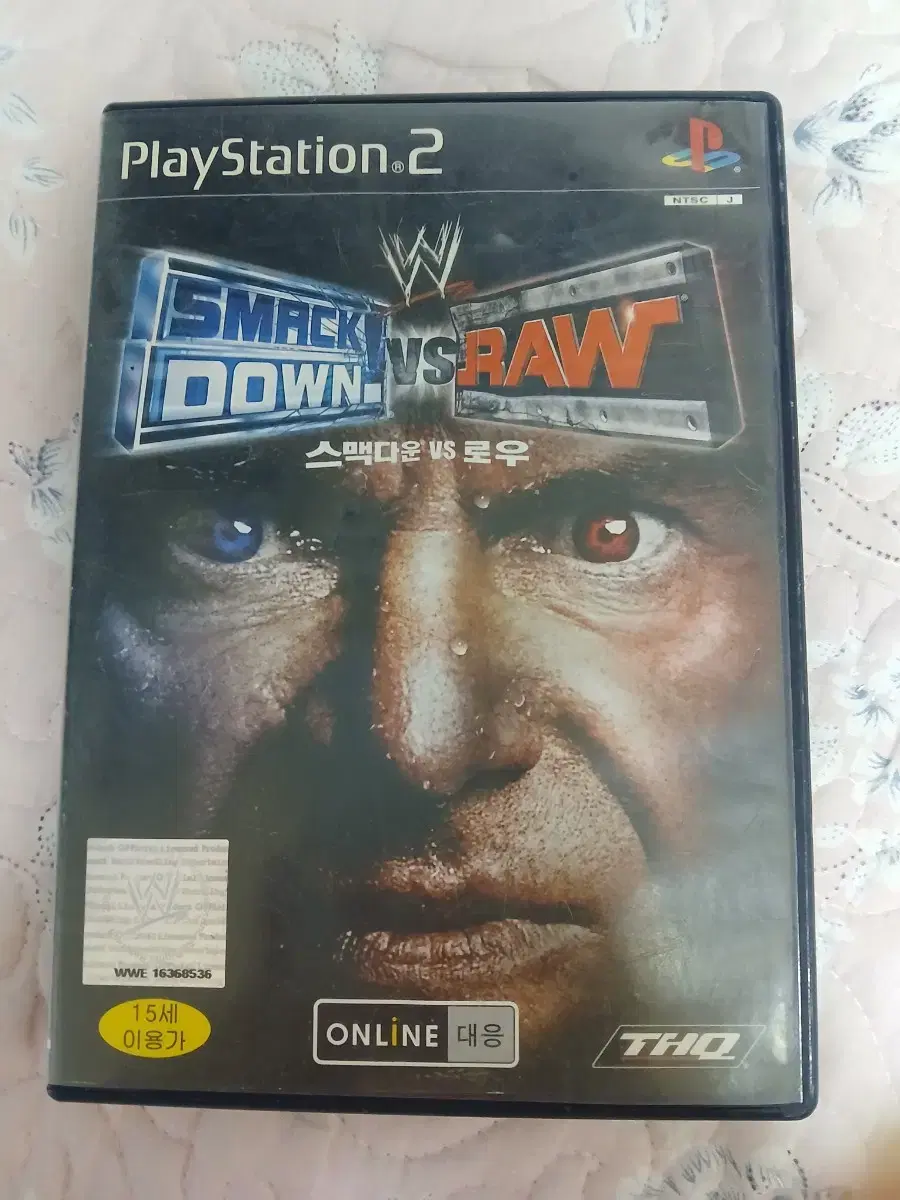 PlayStation®2
NTSC J
W
SMACK
DOWN!
VS
RAW
스맥다운 VS 로우
WWE 16368536
15세
이용가
ONLINE 대응
THQ